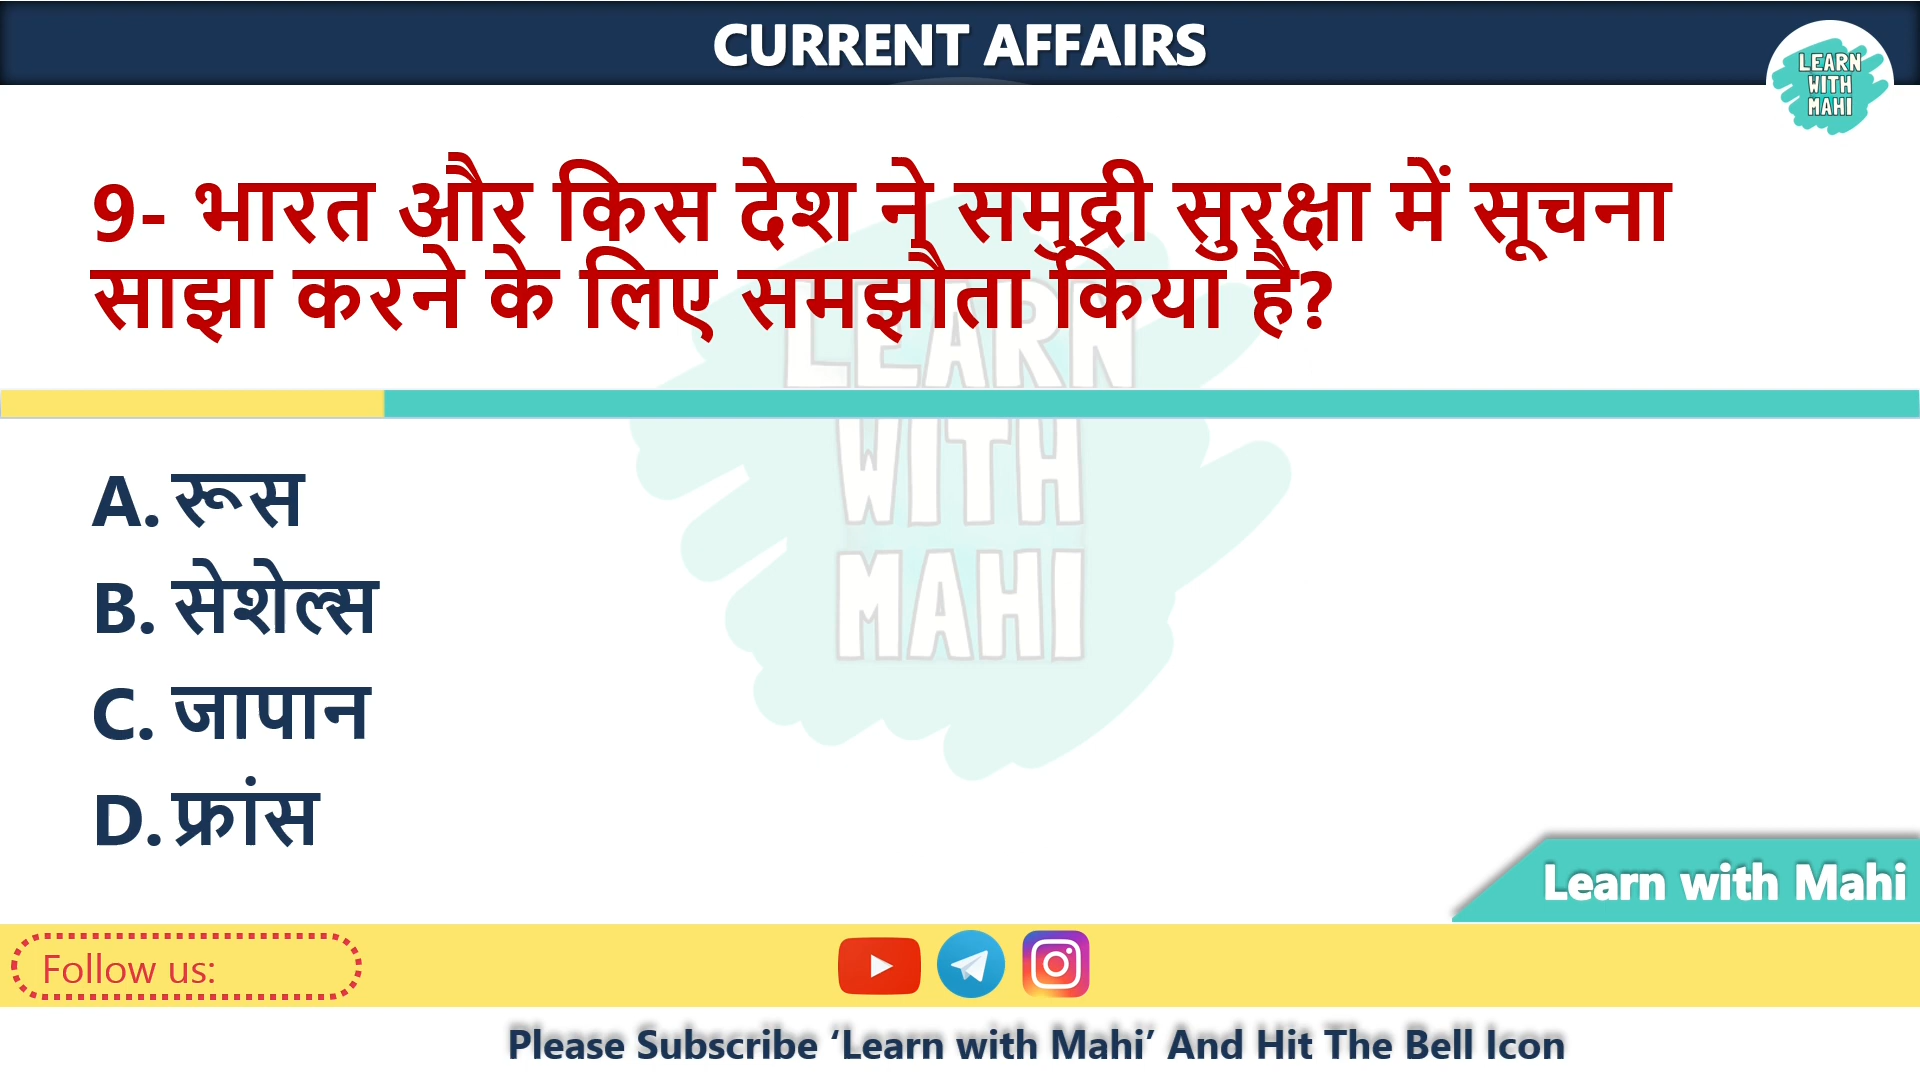 CURRENT AFFAIRS
LEARN
WITH
MAHI
9- भारत और किस देश ने समुद्री सुरक्षा में सूचना
साझा करने के लिए समझौता किया है?
LEARN
WITH
MAHI
A. रूस
B. सेशेल्स
C. जापान
D. फ्रांस
Learn with Mahi
Follow us:
Please Subscribe ‘Learn with Mahi’ And Hit The Bell Icon